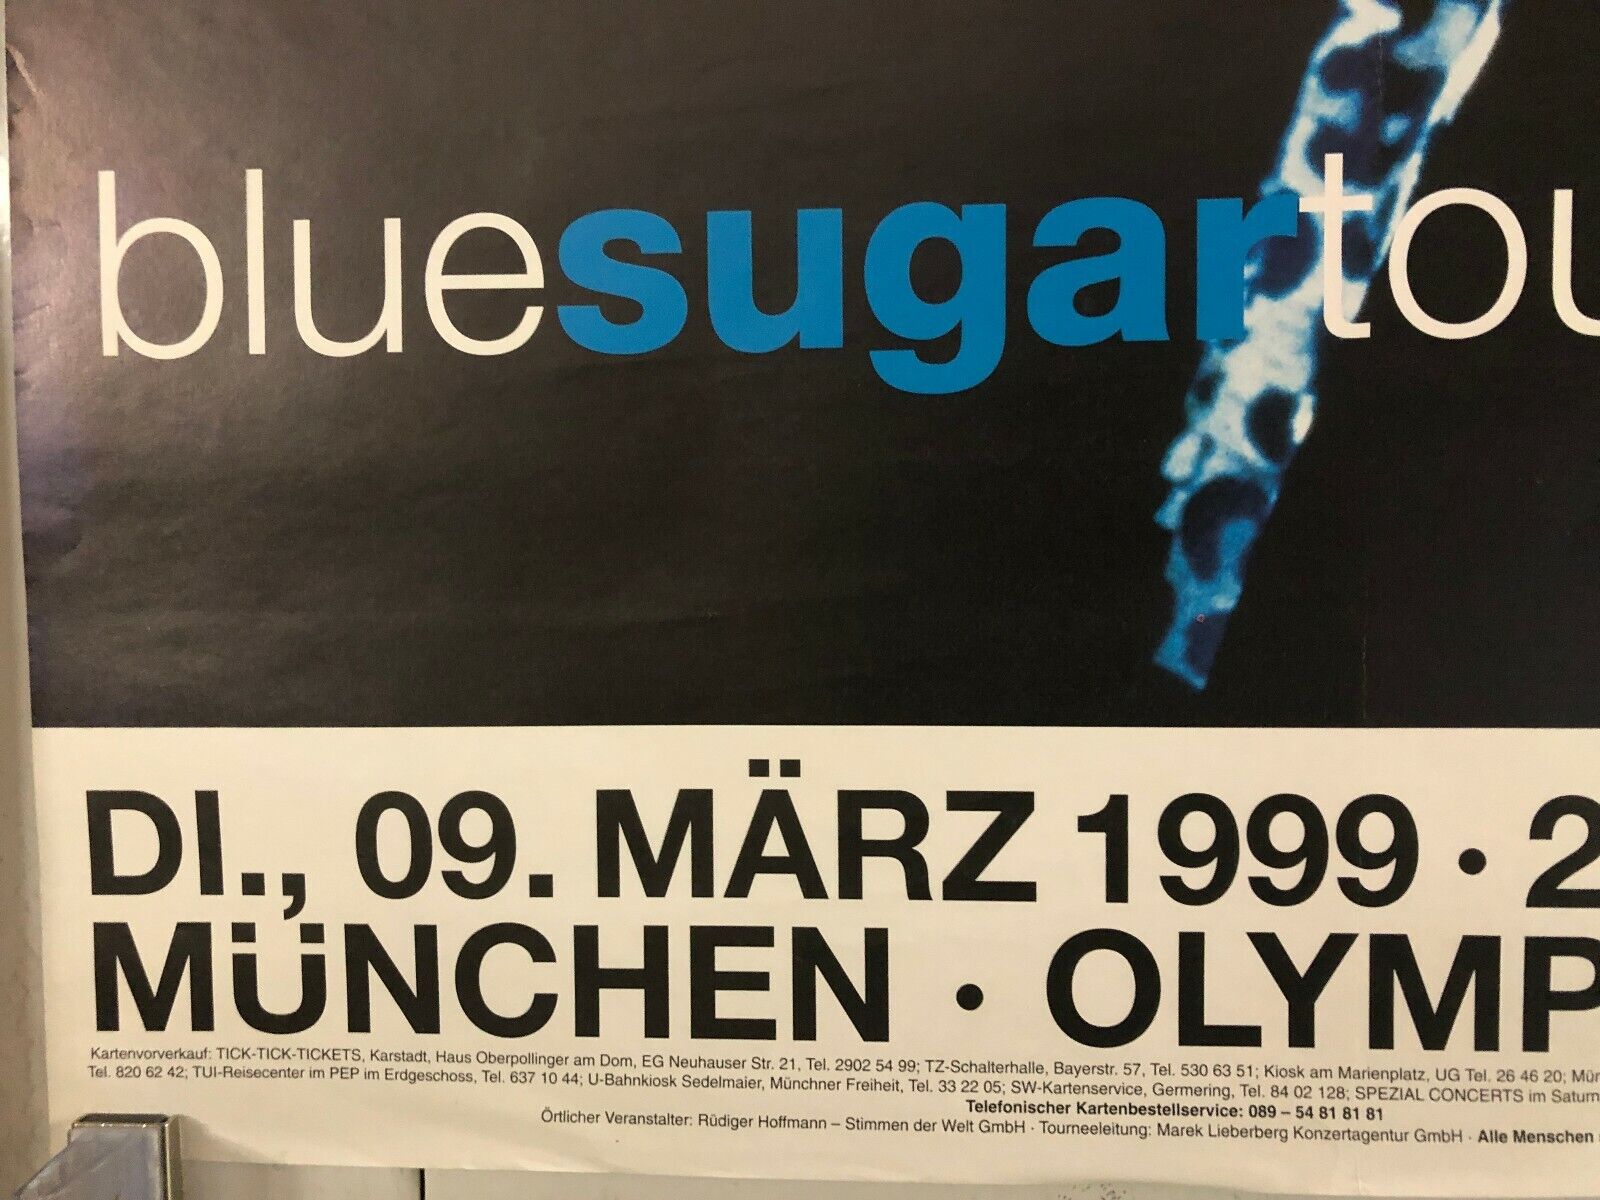 bluesugartou
DI., 09. MÄRZ 1999 · 2
MÜNCHEN · OLYMP
Kartenvorverkauf: TICK-TICK-TICKETS, Karstadt, Haus Oberpollinger am Dom, EG Neuhauser Str. 21, Tel. 2902 54 99; TZ-Schalterhalle, Bayerstr. 57, Tel. 530 63 51; Kiosk am Marienplatz, UG Tel. 26 46 20; Mün
Tel. 820 62 42; TUI-Reisecenter im PEP im Erdgeschoss, Tel. 637 10 44; U-Bahnkiosk Sedelmaier, Münchner Freiheit, Tel. 33 22 05; SW-Kartenservice, Germering, Tel. 84 02 128; SPEZIAL CONCERTS im Saturn
Telefonischer Kartenbestellservice: 089 – 54 81 81 81
Örtlicher Veranstalter: Rüdiger Hoffmann – Stimmen der Welt GmbH · Tourneeleitung: Marek Lieberberg Konzertagentur GmbH · Alle Menschen